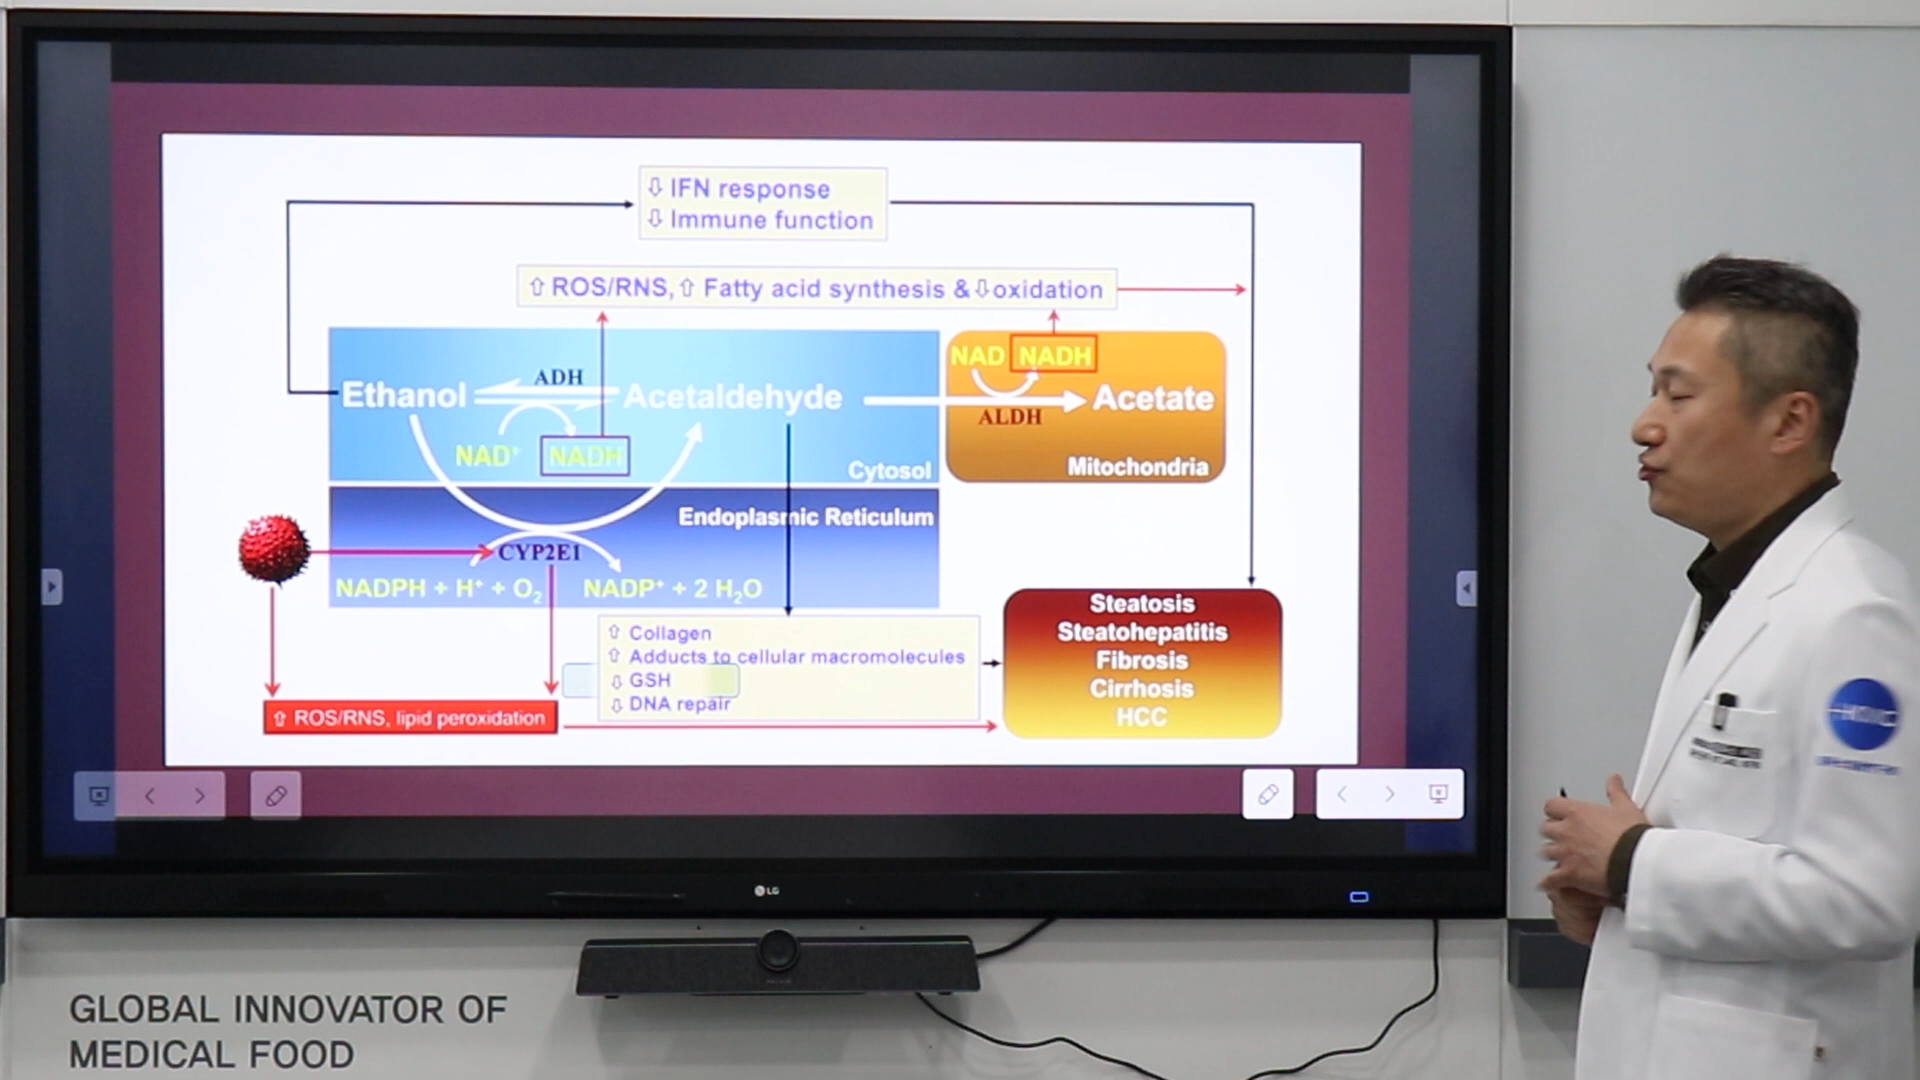 ⇩ IFN response
⇩ Immune function
⇧ ROS/RNS, ⇧ Fatty acid synthesis & ⇩ oxidation
NAD NADH
ADH
Ethanol Acetaldehyde Acetate
ALDH
NAD⁺ NADH
Cytosol Mitochondria
Endoplasmic Reticulum
CYP2E1
NADPH + H⁺ + O₂ NADP⁺ + 2 H₂O
⇧ Collagen
⇧ Adducts to cellular macromolecules
⇩ GSH
⇩ DNA repair
Steatosis
Steatohepatitis
Fibrosis
Cirrhosis
HCC
⇧ ROS/RNS, lipid peroxidation
LG
GLOBAL INNOVATOR OF
MEDICAL FOOD